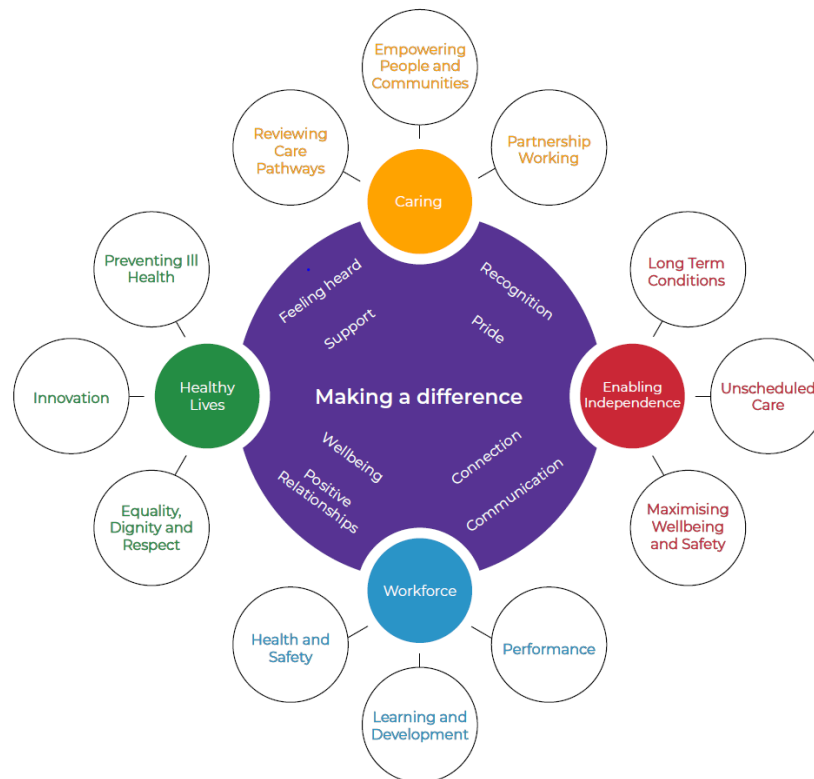 Empowering
People and
Communities
Reviewing
Care
Pathways
Partnership
Working
Caring
Preventing Ill
Health
Feeling heard
Support
Recognition
Pride
Long Term
Conditions
Innovation
Healthy
Lives
Making a difference
Enabling
Independence
Unscheduled
Care
Equality,
Dignity and
Respect
Wellbeing
Positive
Relationships
Connection
Communication
Maximising
Wellbeing
and Safety
Workforce
Health and
Safety
Performance
Learning and
Development